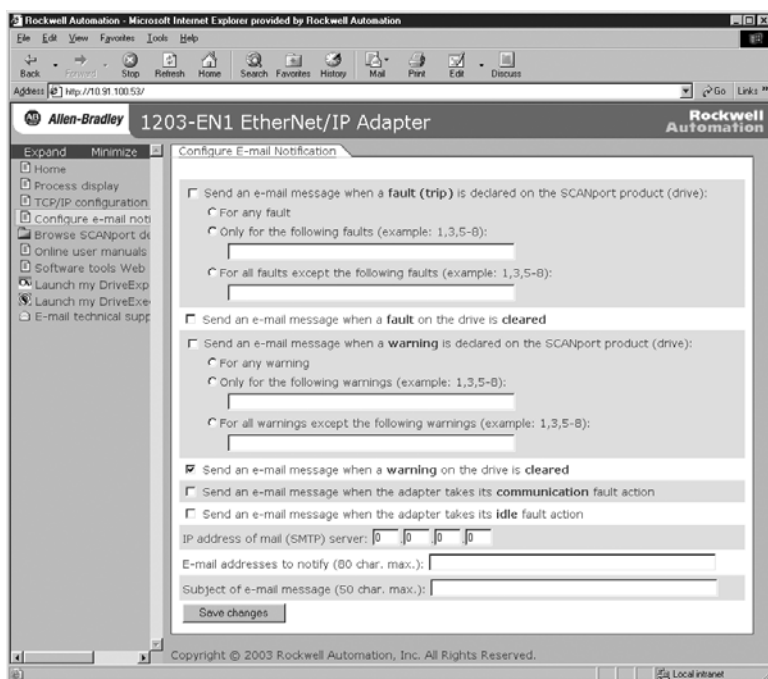 Rockwell Automation - Microsoft Internet Explorer provided by Rockwell Automation
File Edit View Favorites Tools Help
Back Forward Stop Refresh Home Search Favorites History Mail Print Edit Discuss
Address http://10.91.100.53/ Go Links »
AB Allen-Bradley 1203-EN1 EtherNet/IP Adapter Rockwell Automation
Expand Minimize
Home
Process display
TCP/IP configuration
Configure e-mail noti
Browse SCANport de
Online user manuals
Software tools Web
Launch my DriveExp
Launch my DriveExe
E-mail technical supp
Configure E-mail Notification
Send an e-mail message when a fault (trip) is declared on the SCANport product (drive):
For any fault
Only for the following faults (example: 1,3,5-8):
For all faults except the following faults (example: 1,3,5-8):
Send an e-mail message when a fault on the drive is cleared
Send an e-mail message when a warning is declared on the SCANport product (drive):
For any warning
Only for the following warnings (example: 1,3,5-8):
For all warnings except the following warnings (example: 1,3,5-8):
Send an e-mail message when a warning on the drive is cleared
Send an e-mail message when the adapter takes its communication fault action
Send an e-mail message when the adapter takes its idle fault action
IP address of mail (SMTP) server: 0 .0 .0 .0
E-mail addresses to notify (80 char. max.):
Subject of e-mail message (50 char. max.):
Save changes
Copyright © 2003 Rockwell Automation, Inc. All Rights Reserved.
Local intranet